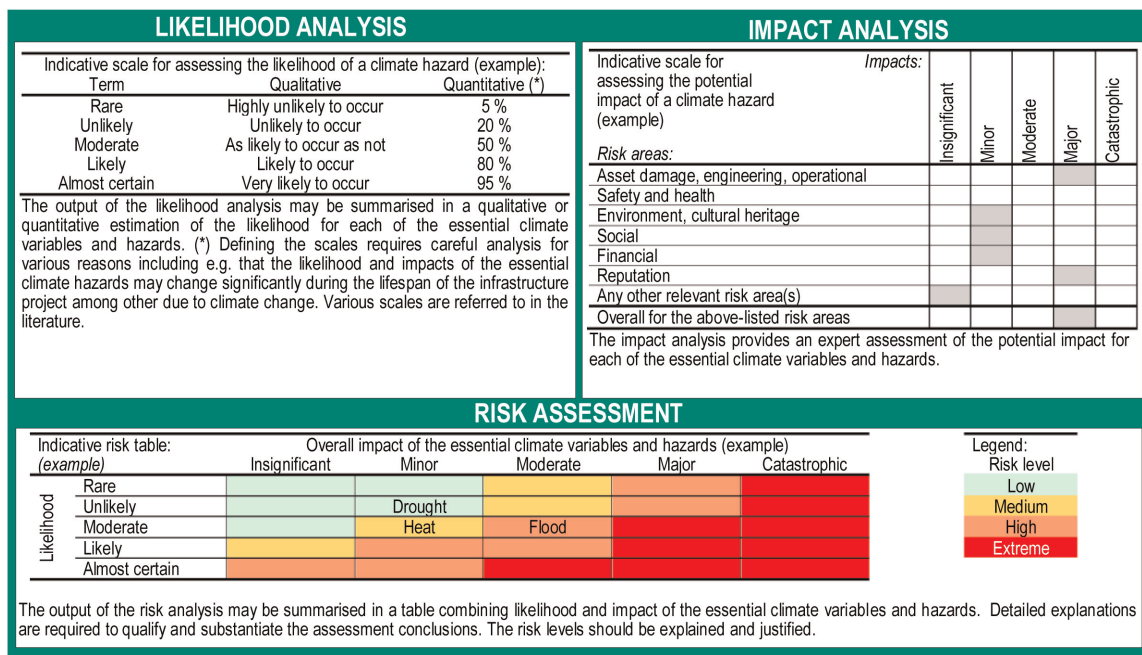 LIKELIHOOD ANALYSIS
Indicative scale for assessing the likelihood of a climate hazard (example):
Term Qualitative Quantitative (*)
Rare Highly unlikely to occur 5 %
Unlikely Unlikely to occur 20 %
Moderate As likely to occur as not 50 %
Likely Likely to occur 80 %
Almost certain Very likely to occur 95 %
The output of the likelihood analysis may be summarised in a qualitative or
quantitative estimation of the likelihood for each of the essential climate
variables and hazards. (*) Defining the scales requires careful analysis for
various reasons including e.g. that the likelihood and impacts of the essential
climate hazards may change significantly during the lifespan of the infrastructure
project among other due to climate change. Various scales are referred to in the
literature.
IMPACT ANALYSIS
Indicative scale for Impacts:
assessing the potential
impact of a climate hazard
(example)
Risk areas:
Insignificant
Minor
Moderate
Major
Catastrophic
Asset damage, engineering, operational
Safety and health
Environment, cultural heritage
Social
Financial
Reputation
Any other relevant risk area(s)
Overall for the above-listed risk areas
The impact analysis provides an expert assessment of the potential impact for
each of the essential climate variables and hazards.
RISK ASSESSMENT
Indicative risk table: Overall impact of the essential climate variables and hazards (example)
(example) Insignificant Minor Moderate Major Catastrophic
Likelihood
Rare
Unlikely Drought
Moderate Heat Flood
Likely
Almost certain
Legend:
Risk level
Low
Medium
High
Extreme
The output of the risk analysis may be summarised in a table combining likelihood and impact of the essential climate variables and hazards. Detailed explanations
are required to qualify and substantiate the assessment conclusions. The risk levels should be explained and justified.